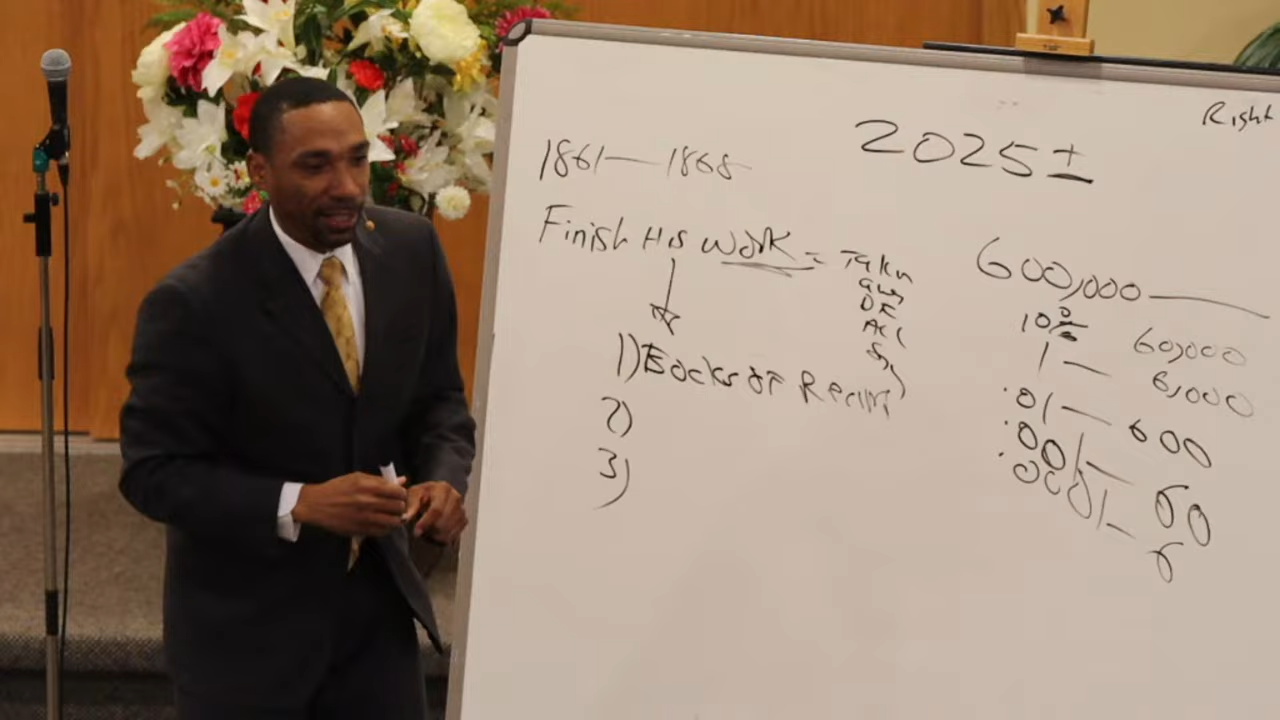 Right
2025±
1861 — 1868
Finish His Work =
1) Books of
2)
3)
600,000 —
10% 60,000
1 — 6,000
.01 — 600
.001 — 60
.0001 — 6